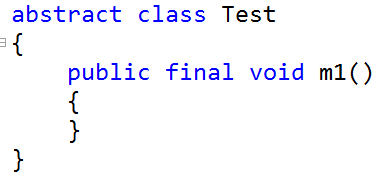 abstract class Test
{
    public final void m1()
    {
    }
}